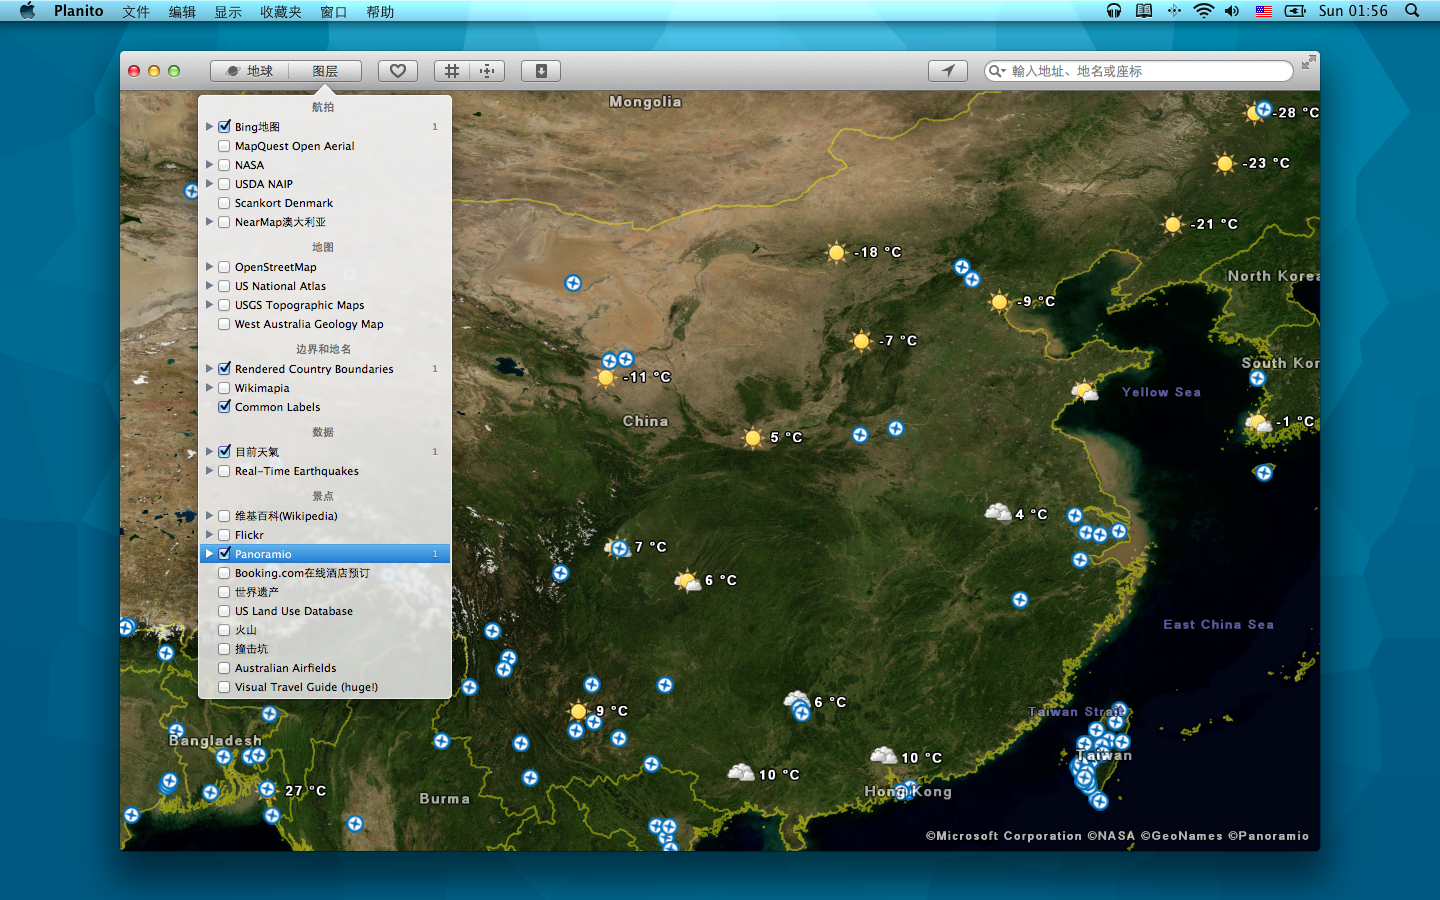 Planito 文件 编辑 显示 收藏夹 窗口 帮助 Sun 01:56
地球 图层 輸入地址、地名或座标
航拍
Bing地图 1
MapQuest Open Aerial
NASA
USDA NAIP
Scankort Denmark
NearMap澳大利亚
地图
OpenStreetMap
US National Atlas
USGS Topographic Maps
West Australia Geology Map
边界和地名
Rendered Country Boundaries 1
Wikimapia
Common Labels
数据
目前天氣 1
Real-Time Earthquakes
景点
维基百科(Wikipedia)
Flickr
Panoramio 1
Booking.com在线酒店预订
世界遗产
US Land Use Database
火山
撞击坑
Australian Airfields
Visual Travel Guide (huge!)
Mongolia
-28 °C
-23 °C
-21 °C
-18 °C
North Korea
-9 °C
-7 °C
South Kor
-11 °C
Yellow Sea
China
-1 °C
5 °C
4 °C
7 °C
6 °C
East China Sea
6 °C
9 °C
Taiwan Strait
Bangladesh
Taiwan
10 °C
10 °C
27 °C
Hong Kong
Burma
©Microsoft Corporation ©NASA ©GeoNames ©Panoramio